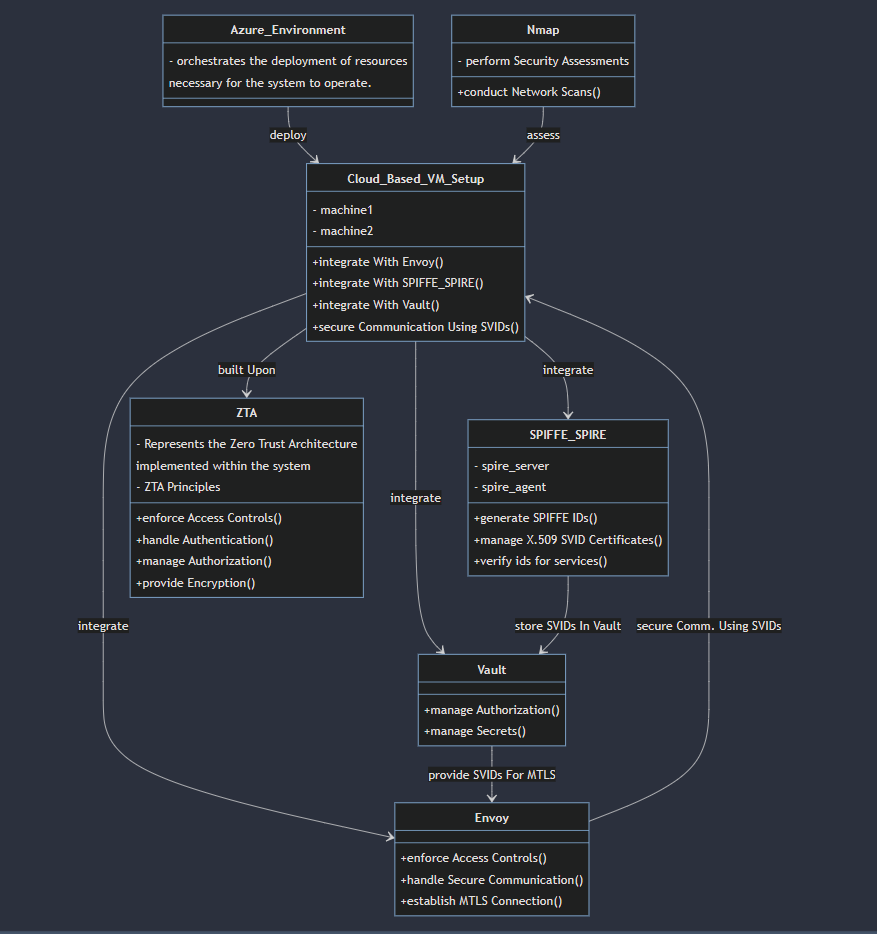 Azure_Environment
- orchestrates the deployment of resources
necessary for the system to operate.
Nmap
- perform Security Assessments
+conduct Network Scans()
deploy
assess
Cloud_Based_VM_Setup
- machine1
- machine2
+integrate With Envoy()
+integrate With SPIFFE_SPIRE()
+integrate With Vault()
+secure Communication Using SVIDs()
built Upon
integrate
ZTA
- Represents the Zero Trust Architecture
implemented within the system
- ZTA Principles
+enforce Access Controls()
+handle Authentication()
+manage Authorization()
+provide Encryption()
SPIFFE_SPIRE
- spire_server
- spire_agent
+generate SPIFFE IDs()
+manage X.509 SVID Certificates()
+verify ids for services()
integrate
integrate
store SVIDs In Vault
secure Comm. Using SVIDs
Vault
+manage Authorization()
+manage Secrets()
provide SVIDs For MTLS
Envoy
+enforce Access Controls()
+handle Secure Communication()
+establish MTLS Connection()